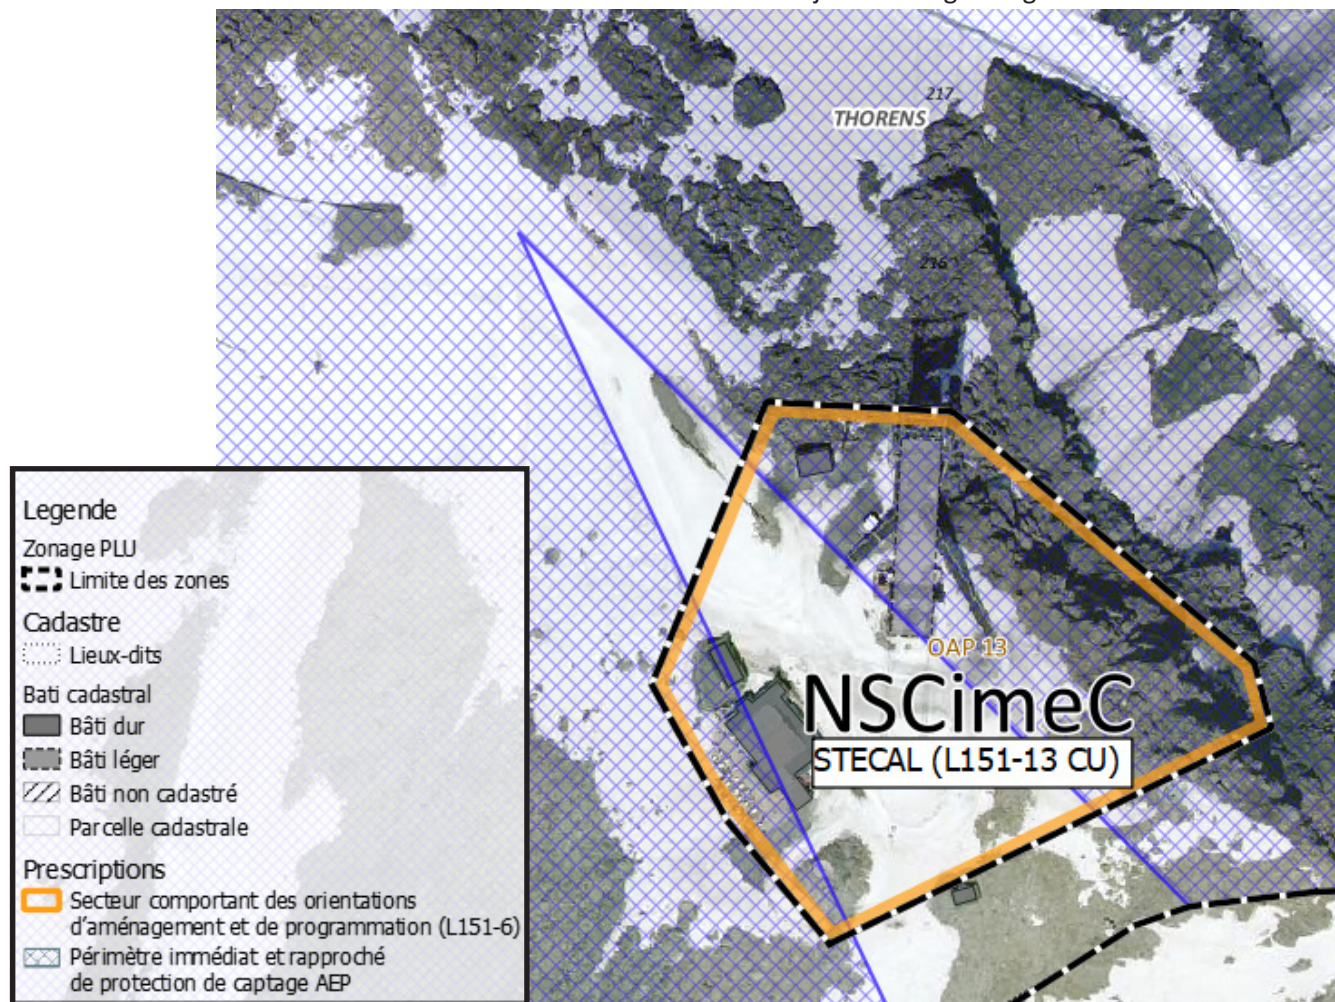 217
THORENS
216
OAP 13
NSCimeC
STECAL (L151-13 CU)
Legende
Zonage PLU
Limite des zones
Cadastre
Lieux-dits
Bati cadastral
Bâti dur
Bâti léger
Bâti non cadastré
Parcelle cadastrale
Prescriptions
Secteur comportant des orientations
d'aménagement et de programmation (L151-6)
Périmètre immédiat et rapproché
de protection de captage AEP